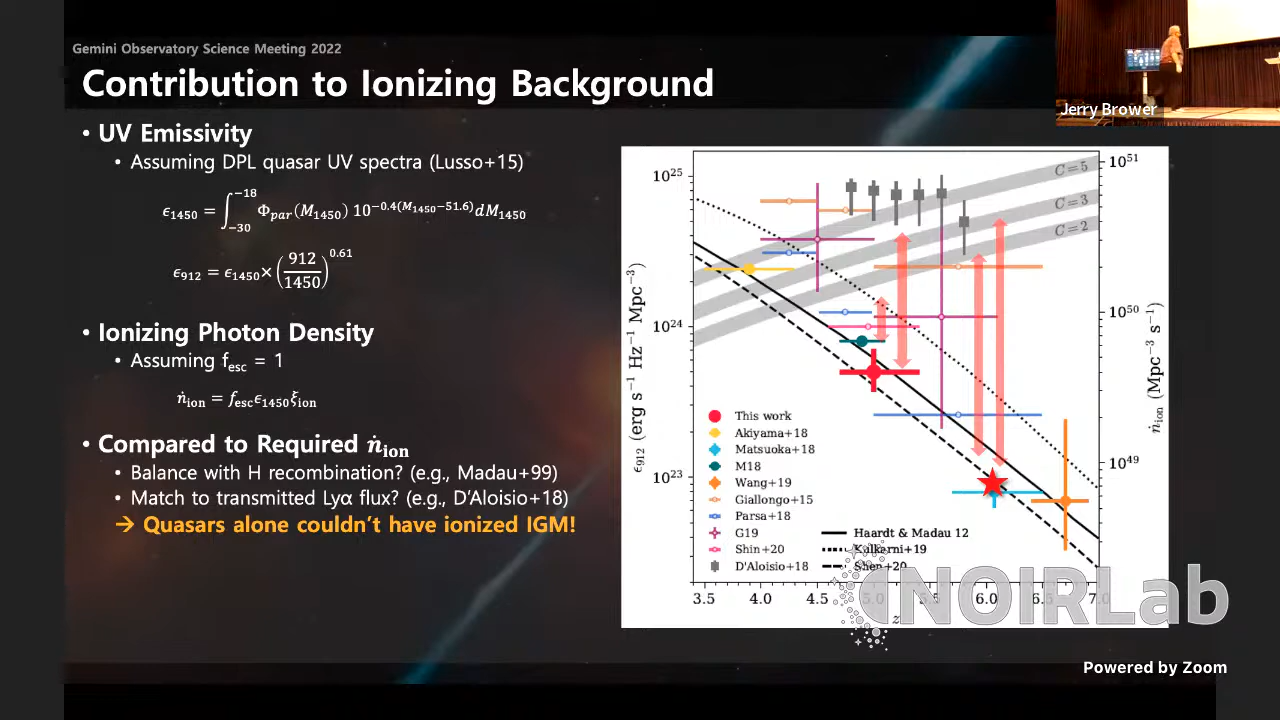 Gemini Observatory Science Meeting 2022
Contribution to Ionizing Background
Jerry Brower
• UV Emissivity
• Assuming DPL quasar UV spectra (Lusso+15)
ϵ₁₄₅₀ = ∫₋₃₀⁻¹⁸ Φ_par(M₁₄₅₀) 10^(−0.4(M₁₄₅₀−51.6)) dM₁₄₅₀
ϵ₉₁₂ = ϵ₁₄₅₀×(912/1450)^0.61
• Ionizing Photon Density
• Assuming f_esc = 1
ṅ_ion = f_esc ϵ₁₄₅₀ ξ_ion
• Compared to Required ṅ_ion
• Balance with H recombination? (e.g., Madau+99)
• Match to transmitted Lyα flux? (e.g., D'Aloisio+18)
→ Quasars alone couldn't have ionized IGM!
10²⁵
10²⁴
10²³
ϵ₉₁₂ (erg s⁻¹ Hz⁻¹ Mpc⁻³)
C = 5
C = 3
C = 2
10⁵¹
10⁵⁰
10⁴⁹
ṅ_ion (Mpc⁻³ s⁻¹)
This work
Akiyama+18
Matsuoka+18
M18
Wang+19
Giallongo+15
Parsa+18
G19
Shin+20
D'Aloisio+18
Haardt & Madau 12
Kulkarni+19
Shen+20
3.5 4.0 4.5 5.0 5.5 6.0 6.5 7.0
z
NOIRLab
Powered by Zoom